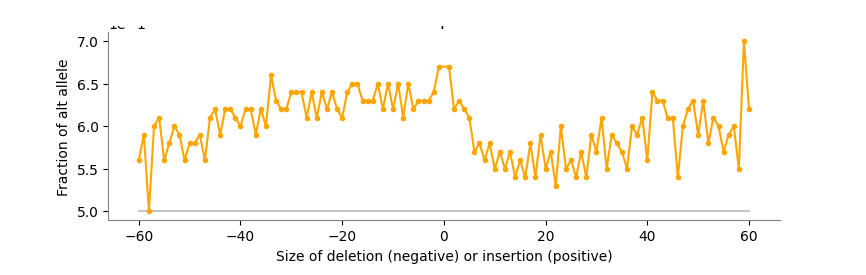 7.0
6.5
6.0
5.5
5.0
Fraction of alt allele
−60 −40 −20 0 20 40 60
Size of deletion (negative) or insertion (positive)